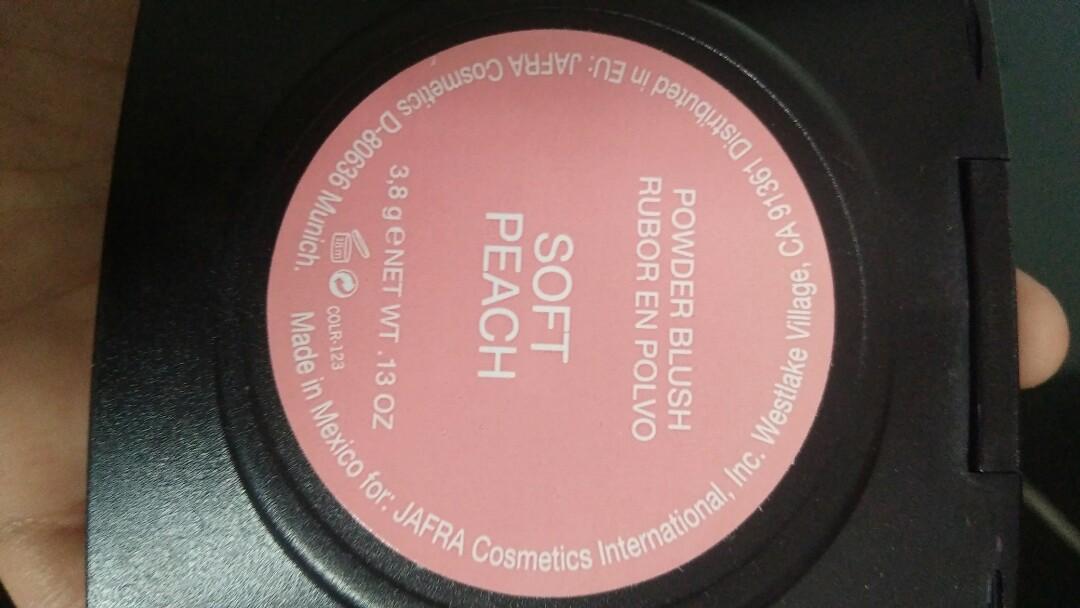 POWDER BLUSH
RUBOR EN POLVO
SOFT
PEACH
3,8 g e NET WT .13 OZ
COLR-123
Made in Mexico for: JAFRA Cosmetics International, Inc. Westlake Village, CA 91361 Distributed in EU: JAFRA Cosmetics D-80636 Munich.